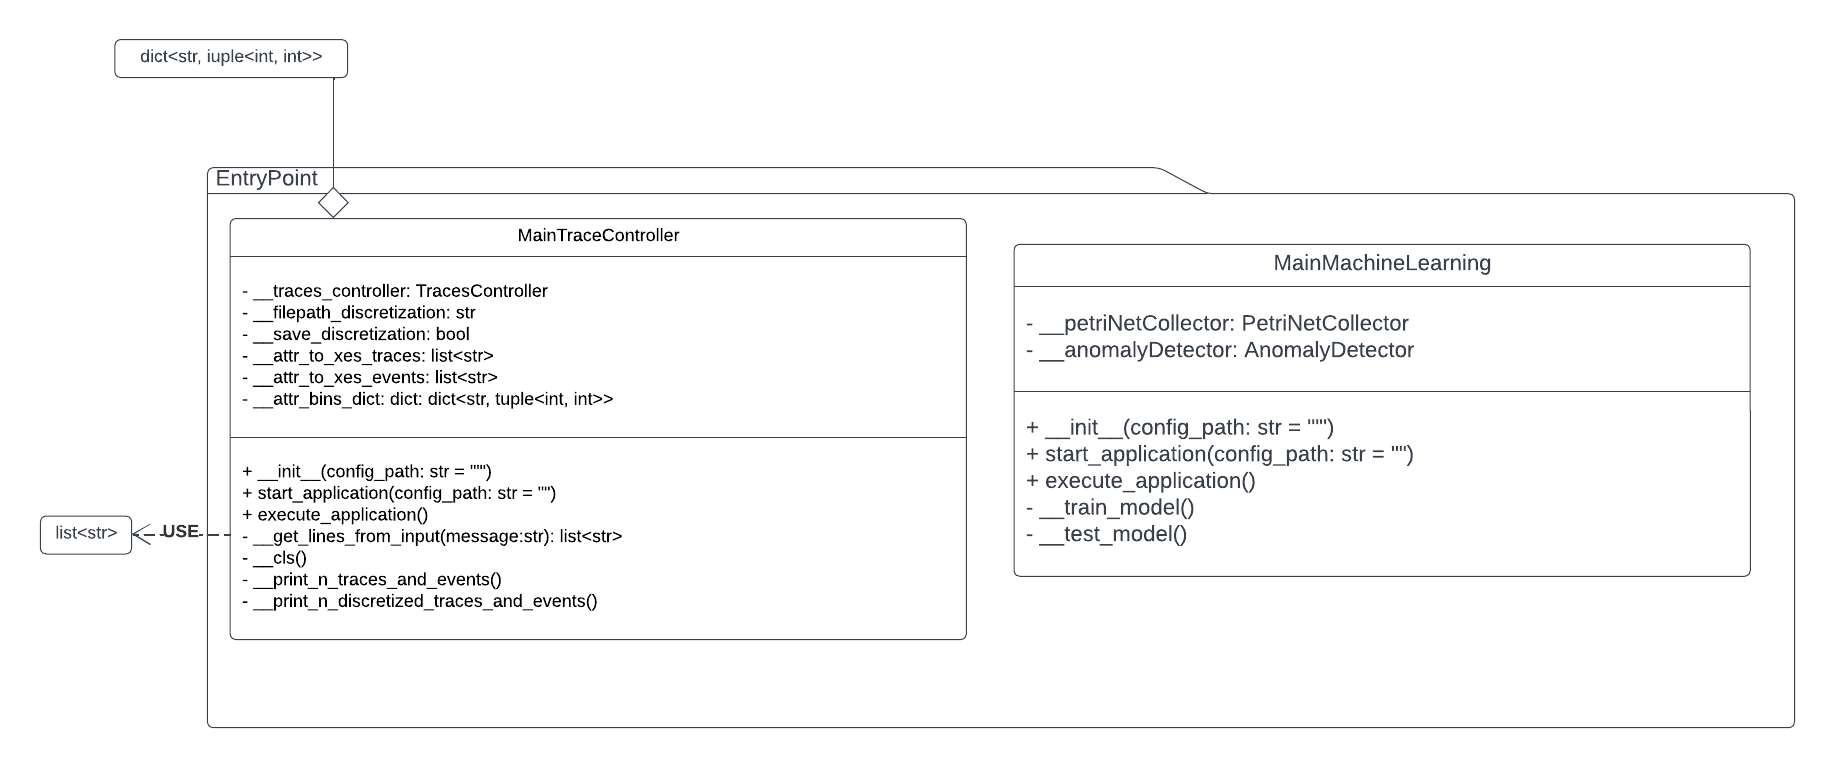 dict<str, iuple<int, int>>
EntryPoint
MainTraceController
- __traces_controller: TracesController
- __filepath_discretization: str
- __save_discretization: bool
- __attr_to_xes_traces: list<str>
- __attr_to_xes_events: list<str>
- __attr_bins_dict: dict: dict<str, tuple<int, int>>
+ __init__(config_path: str = """)
+ start_application(config_path: str = "")
+ execute_application()
- __get_lines_from_input(message:str): list<str>
- __cls()
- __print_n_traces_and_events()
- __print_n_discretized_traces_and_events()
list<str>
USE
MainMachineLearning
- __petriNetCollector: PetriNetCollector
- __anomalyDetector: AnomalyDetector
+ __init__(config_path: str = """)
+ start_application(config_path: str = "")
+ execute_application()
- __train_model()
- __test_model()